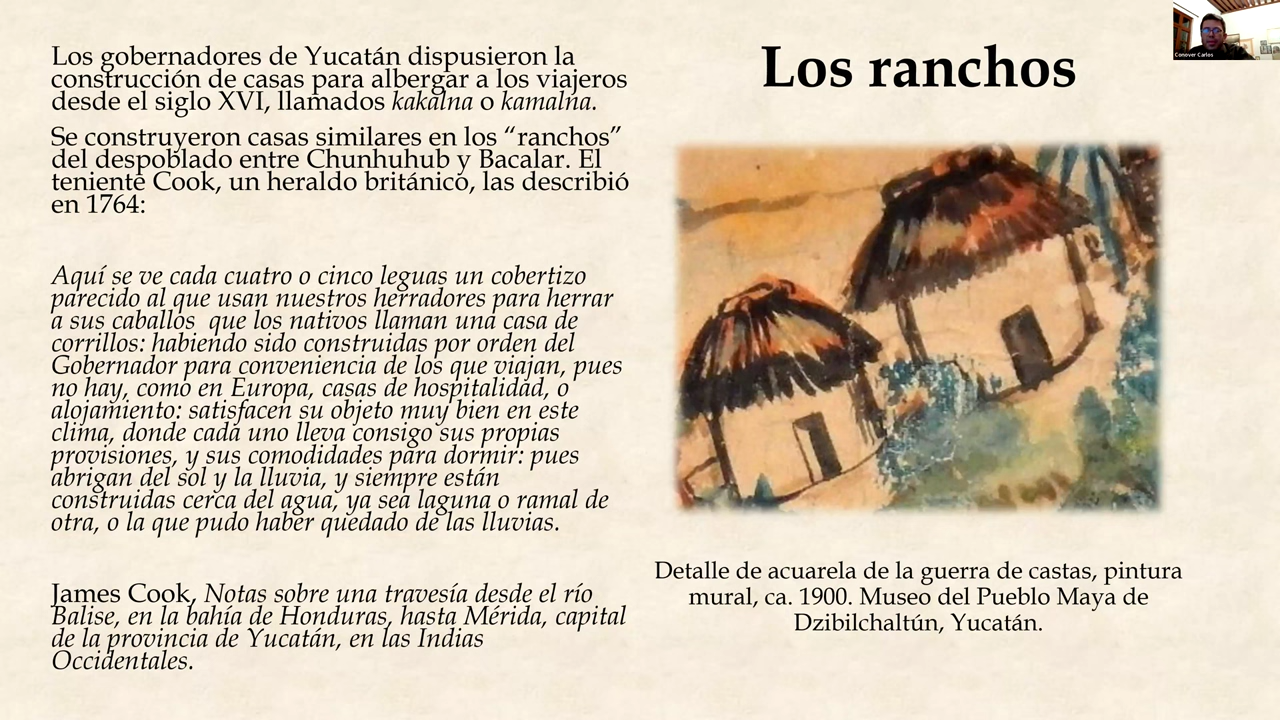 Los gobernadores de Yucatán dispusieron la
construcción de casas para albergar a los viajeros
desde el siglo XVI, llamados kakalna o kamalna.
Se construyeron casas similares en los “ranchos”
del despoblado entre Chunhuhub y Bacalar. El
teniente Cook, un heraldo británico, las describió
en 1764:
Aquí se ve cada cuatro o cinco leguas un cobertizo
parecido al que usan nuestros herradores para herrar
a sus caballos  que los nativos llaman una casa de
corrillos: habiendo sido construidas por orden del
Gobernador para conveniencia de los que viajan, pues
no hay, como en Europa, casas de hospitalidad, o
alojamiento: satisfacen su objeto muy bien en este
clima, donde cada uno lleva consigo sus propias
provisiones, y sus comodidades para dormir: pues
abrigan del sol y la lluvia, y siempre están
construidas cerca del agua, ya sea laguna o ramal de
otra, o la que pudo haber quedado de las lluvias.
James Cook, Notas sobre una travesía desde el río
Balise, en la bahía de Honduras, hasta Mérida, capital
de la provincia de Yucatán, en las Indias
Occidentales.
Los ranchos
Detalle de acuarela de la guerra de castas, pintura
mural, ca. 1900. Museo del Pueblo Maya de
Dzibilchaltún, Yucatán.
Conover Carlos